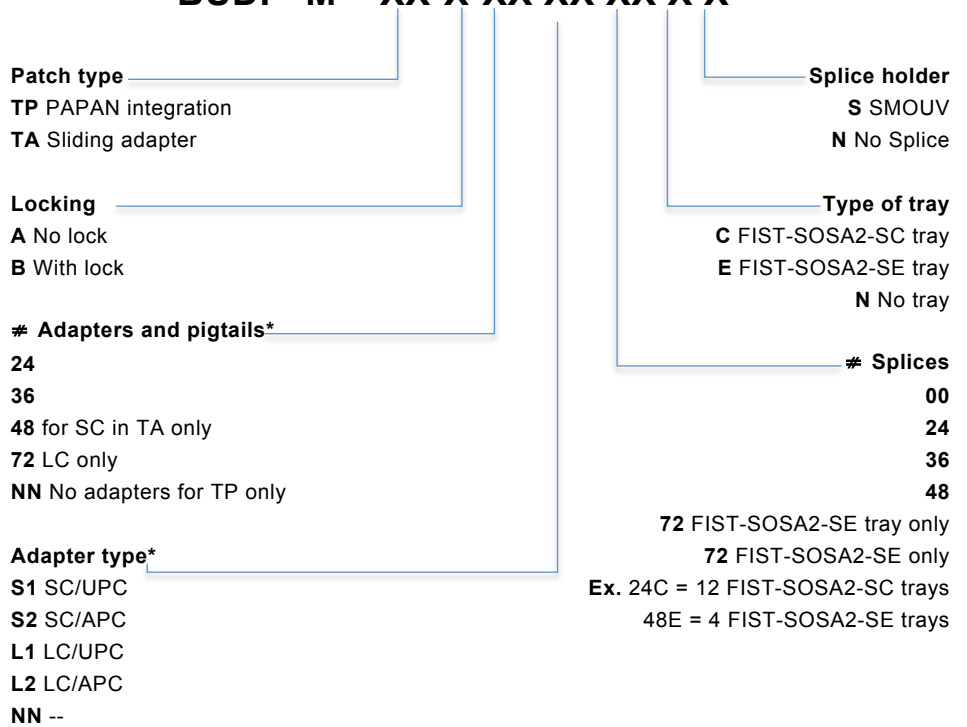 Patch type
TP PAPAN integration
TA Sliding adapter
Locking
A No lock
B With lock
# Adapters and pigtails*
24
36
48 for SC in TA only
72 LC only
NN No adapters for TP only
Adapter type*
S1 SC/UPC
S2 SC/APC
L1 LC/UPC
L2 LC/APC
NN --
Splice holder
S SMOUV
N No Splice
Type of tray
C FIST-SOSA2-SC tray
E FIST-SOSA2-SE tray
N No tray
# Splices
00
24
36
48
72 FIST-SOSA2-SE tray only
72 FIST-SOSA2-SE only
Ex. 24C = 12 FIST-SOSA2-SC trays
48E = 4 FIST-SOSA2-SE trays